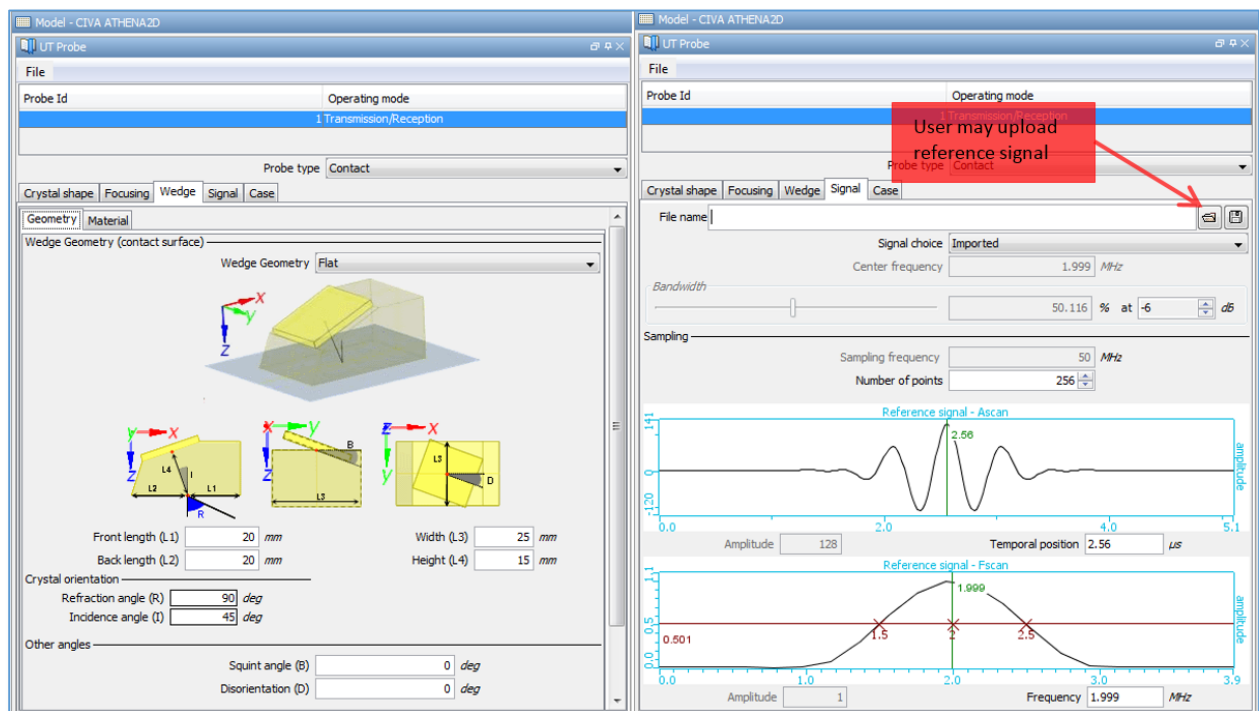 Model - CIVA ATHENA2D
UT Probe
File
Probe Id Operating mode
1 Transmission/Reception
Probe type Contact
Crystal shape Focusing Wedge Signal Case
Geometry Material
Wedge Geometry (contact surface)
Wedge Geometry Flat
x
y
z
y x
z
L4 I
L2 L1
R
x y
z
B
L3
z x
y
L3
D
Front length (L1) 20 mm Width (L3) 25 mm
Back length (L2) 20 mm Height (L4) 15 mm
Crystal orientation
Refraction angle (R) 90 deg
Incidence angle (I) 45 deg
Other angles
Squint angle (B) 0 deg
Disorientation (D) 0 deg
Model - CIVA ATHENA2D
UT Probe
File
Probe Id Operating mode
1 Transmission/Reception
User may upload
reference signal
Probe type Contact
Crystal shape Focusing Wedge Signal Case
File name
Signal choice Imported
Center frequency 1.999 MHz
Bandwidth
50.116 % at -6 dB
Sampling
Sampling frequency 50 MHz
Number of points 256
Reference signal - Ascan
141
0
-120
2.56
amplitude
0.0 2.0 4.0 5.1
Amplitude 128 Temporal position 2.56 µs
Reference signal - Fscan
1.1
0.5
0.0
1.999
0.501
1.5 2 2.5
amplitude
0.0 1.0 2.0 3.0 3.9
Amplitude 1 Frequency 1.999 MHz